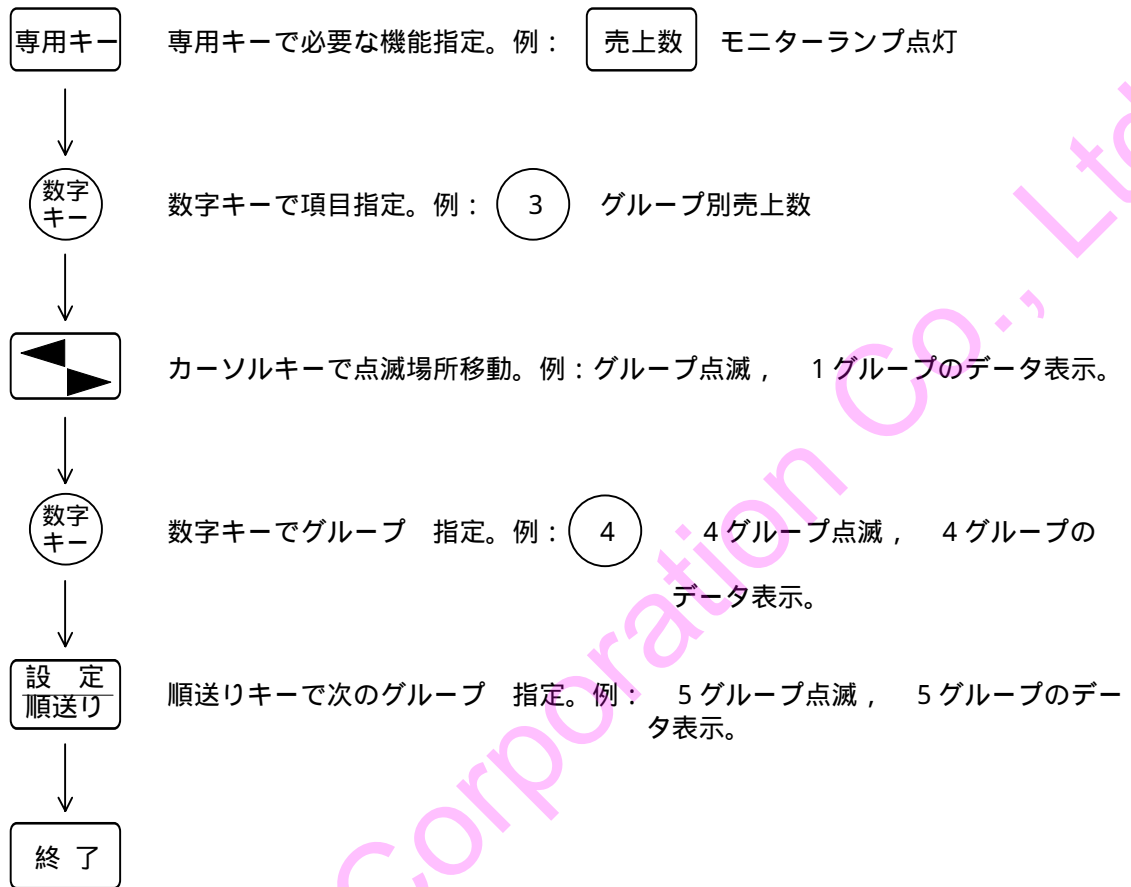 専用キー 専用キーで必要な機能指定。例： 売上数 モニターランプ点灯
数字
キー 数字キーで項目指定。例： 3 グループ別売上数
カーソルキーで点滅場所移動。例：グループ点滅， 1グループのデータ表示。
数字
キー 数字キーでグループ 指定。例： 4 4グループ点滅， 4グループの
データ表示。
設 定
順送り 順送りキーで次のグループ 指定。例： 5グループ点滅， 5グループのデー
タ表示。
終 了
Corporation Co., Ltd